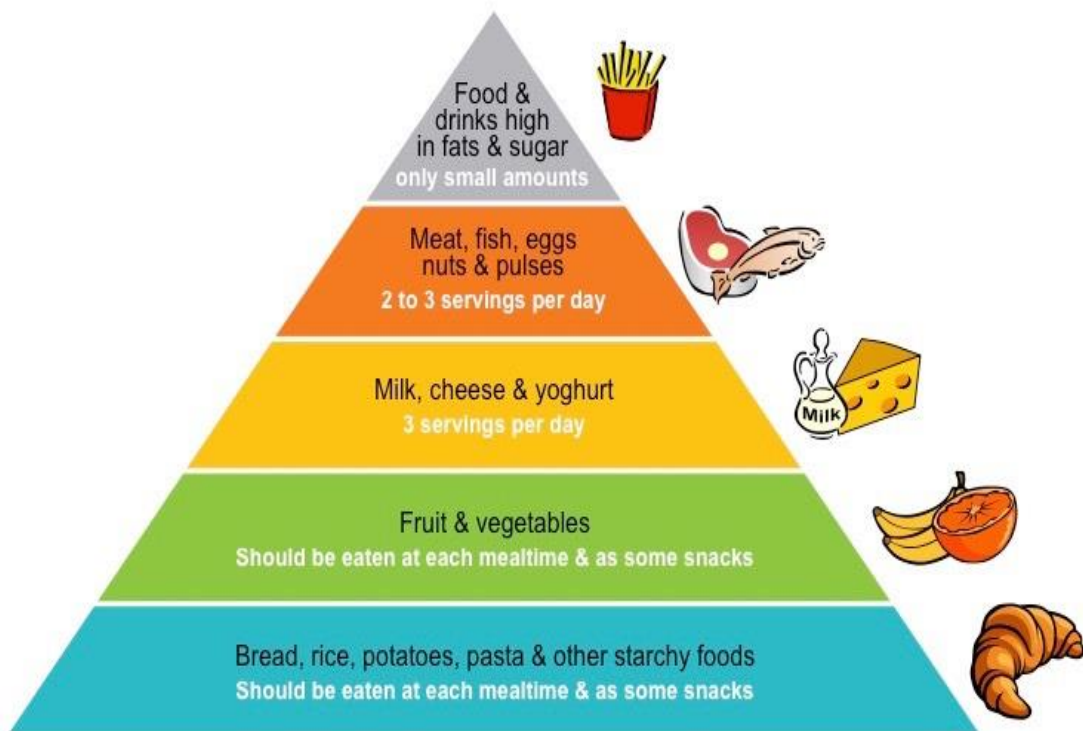 Food &
drinks high
in fats & sugar
only small amounts
Meat, fish, eggs
nuts & pulses
2 to 3 servings per day
Milk, cheese & yoghurt
3 servings per day
Milk
Fruit & vegetables
Should be eaten at each mealtime & as some snacks
Bread, rice, potatoes, pasta & other starchy foods
Should be eaten at each mealtime & as some snacks